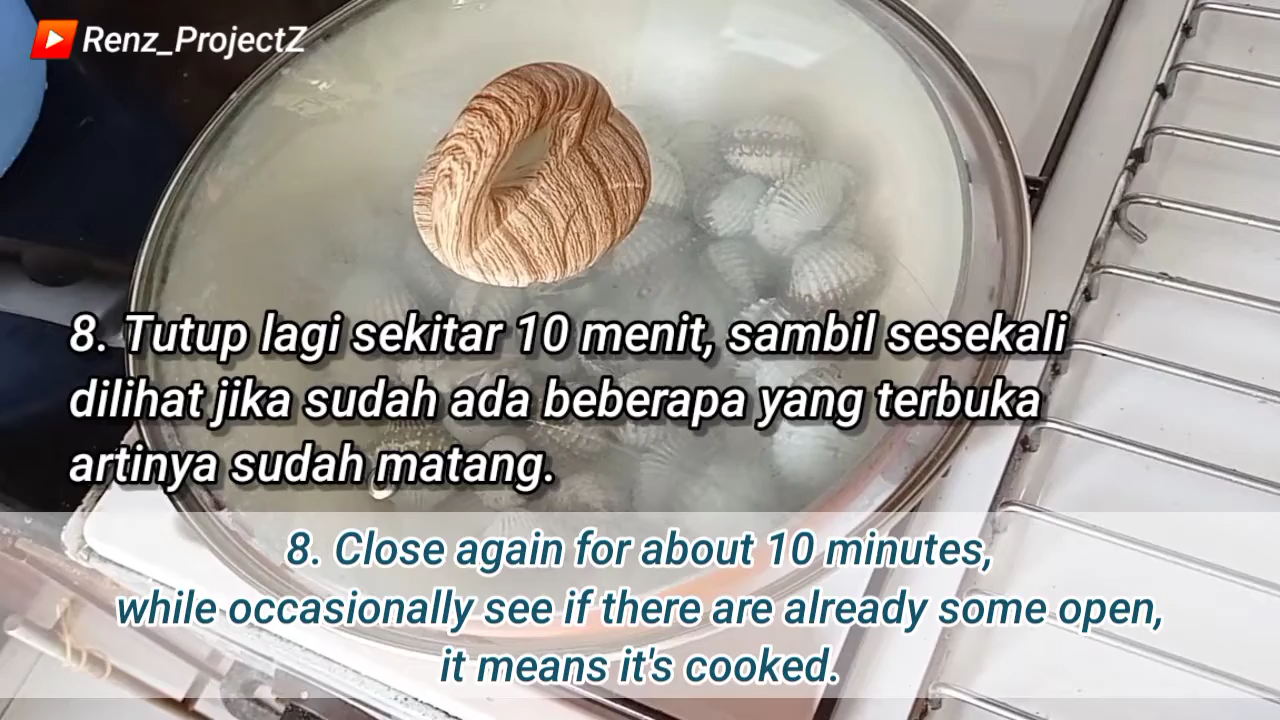 Renz_ProjectZ
8. Tutup lagi sekitar 10 menit, sambil sesekali
dilihat jika sudah ada beberapa yang terbuka
artinya sudah matang.
8. Close again for about 10 minutes,
while occasionally see if there are already some open,
it means it's cooked.